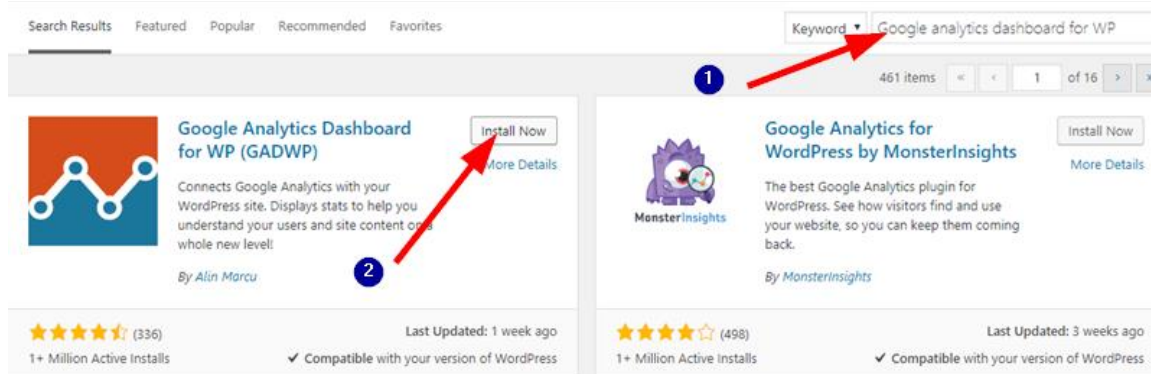 Search Results Featured Popular Recommended Favorites
Keyword Google analytics dashboard for WP
1
461 items « ‹ 1 of 16 ›
Google Analytics Dashboard
for WP (GADWP)
Install Now
More Details
Connects Google Analytics with your
WordPress site. Displays stats to help you
understand your users and site content on a
whole new level!
By Alin Marcu
2
(336)
Last Updated: 1 week ago
1+ Million Active Installs
✔ Compatible with your version of WordPress
MonsterInsights
Google Analytics for
WordPress by MonsterInsights
Install Now
More Details
The best Google Analytics plugin for
WordPress. See how visitors find and use
your website, so you can keep them coming
back.
By MonsterInsights
(498)
Last Updated: 3 weeks ago
1+ Million Active Installs
✔ Compatible with your version of WordPress